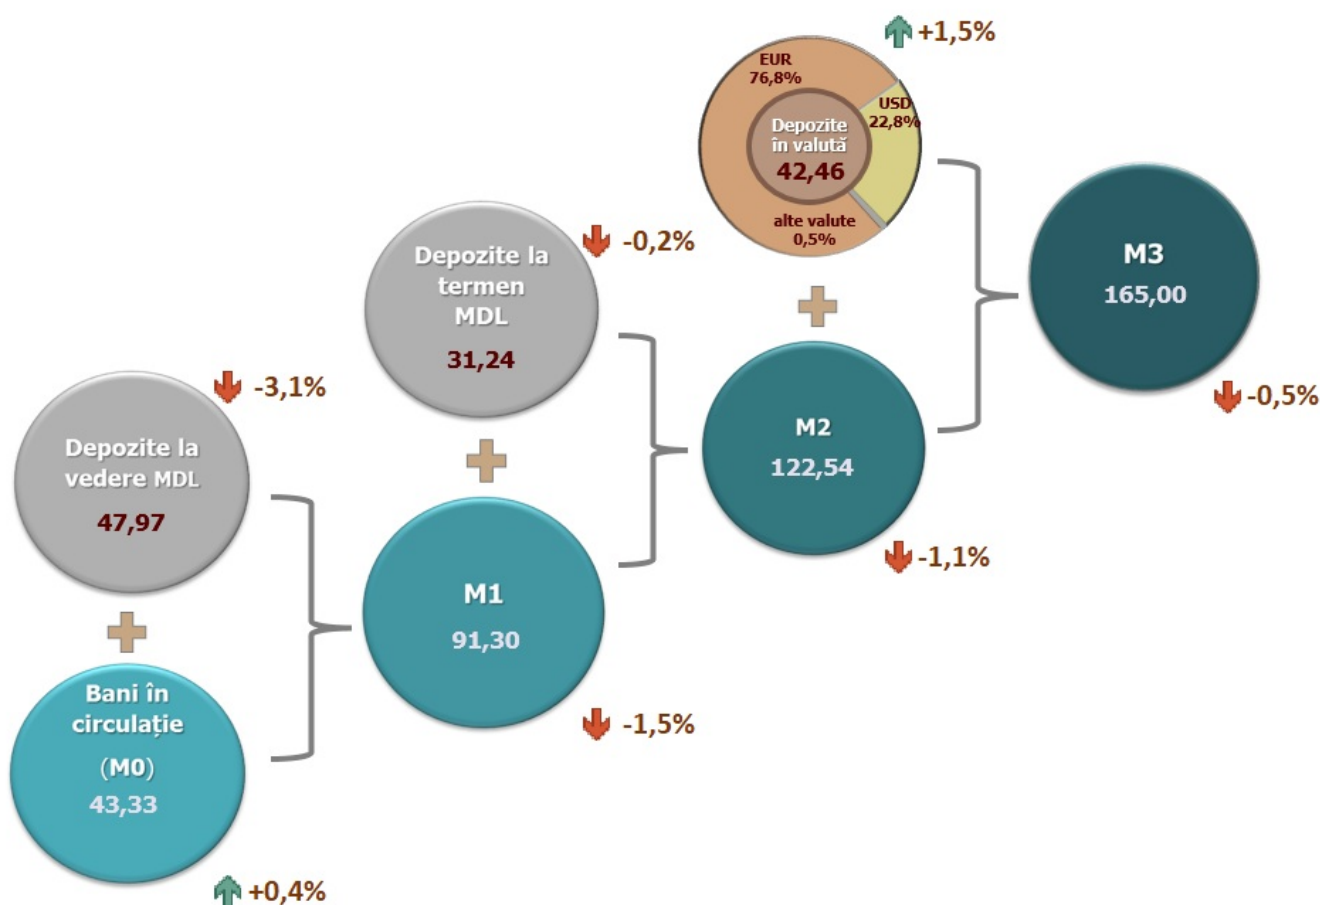 +1,5%
EUR
76,8%
USD
22,8%
Depozite
în valută
42,46
alte valute
0,5%
M3
165,00
-0,5%
-0,2%
Depozite la
termen
MDL
31,24
M2
122,54
-1,1%
-3,1%
Depozite la
vedere MDL
47,97
M1
91,30
-1,5%
Bani în
circulație
(M0)
43,33
+0,4%